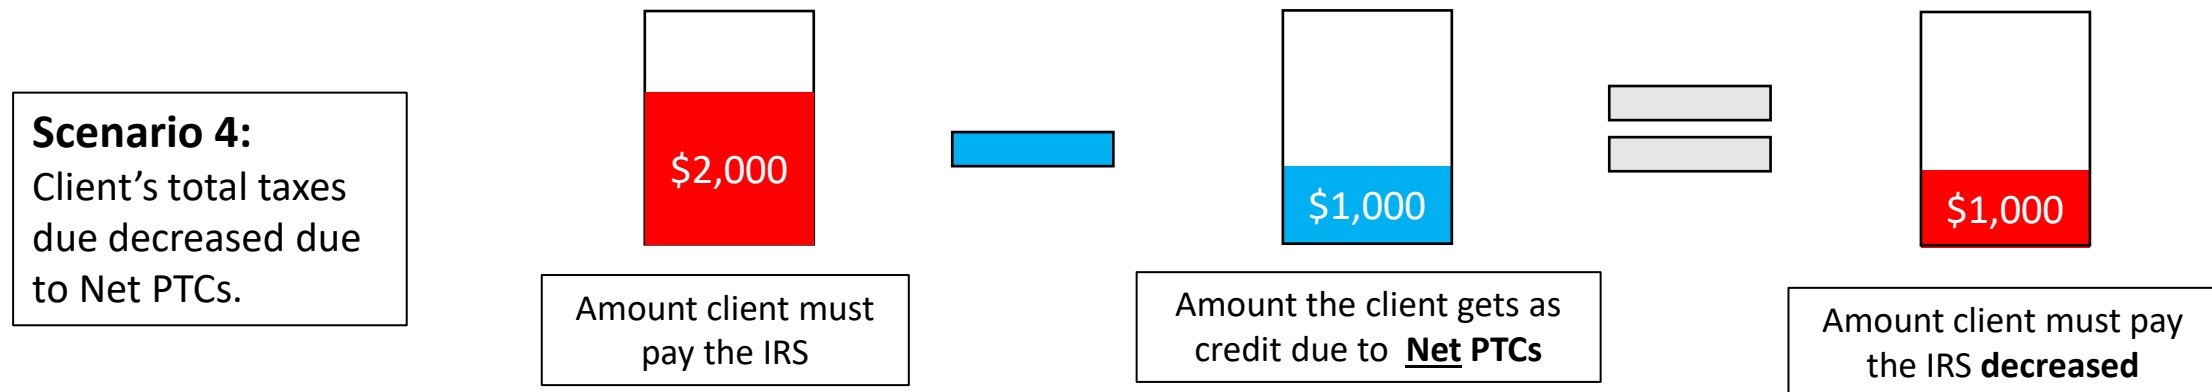 Scenario 4:
Client’s total taxes
due decreased due
to Net PTCs.
$2,000
Amount client must
pay the IRS
$1,000
Amount the client gets as
credit due to Net PTCs
$1,000
Amount client must pay
the IRS decreased